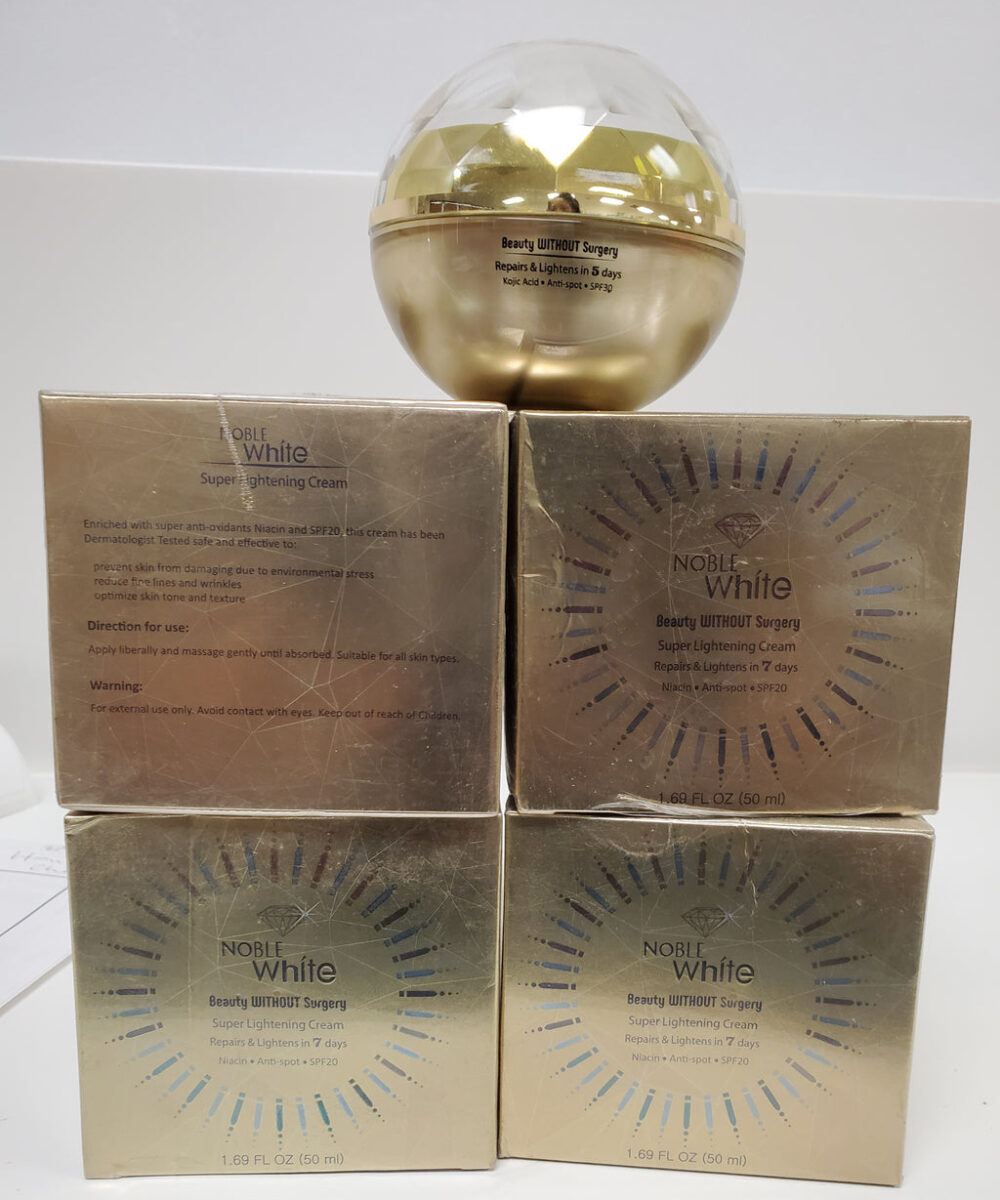 Beauty WITHOUT Surgery
Repairs & Lightens in 5 days
Kojic Acid • Anti-spot • SPF30
NOBLE
White
Super Lightening Cream
Enriched with super anti-oxidants Niacin and SPF20, this cream has been
Dermatologist Tested safe and effective to:
prevent skin from damaging due to environmental stress
reduce fine lines and wrinkles
optimize skin tone and texture
Direction for use:
Apply liberally and massage gently until absorbed. Suitable for all skin types.
Warning:
For external use only. Avoid contact with eyes. Keep out of reach of Children.
NOBLE
White
Beauty WITHOUT Surgery
Super Lightening Cream
Repairs & Lightens in 7 days
Niacin • Anti-spot • SPF20
1.69 FL OZ (50 ml)
NOBLE
White
Beauty WITHOUT Surgery
Super Lightening Cream
Repairs & Lightens in 7 days
Niacin • Anti-spot • SPF20
1.69 FL OZ (50 ml)
NOBLE
White
Beauty WITHOUT Surgery
Super Lightening Cream
Repairs & Lightens in 7 days
Niacin • Anti-spot • SPF20
1.69 FL OZ (50 ml)